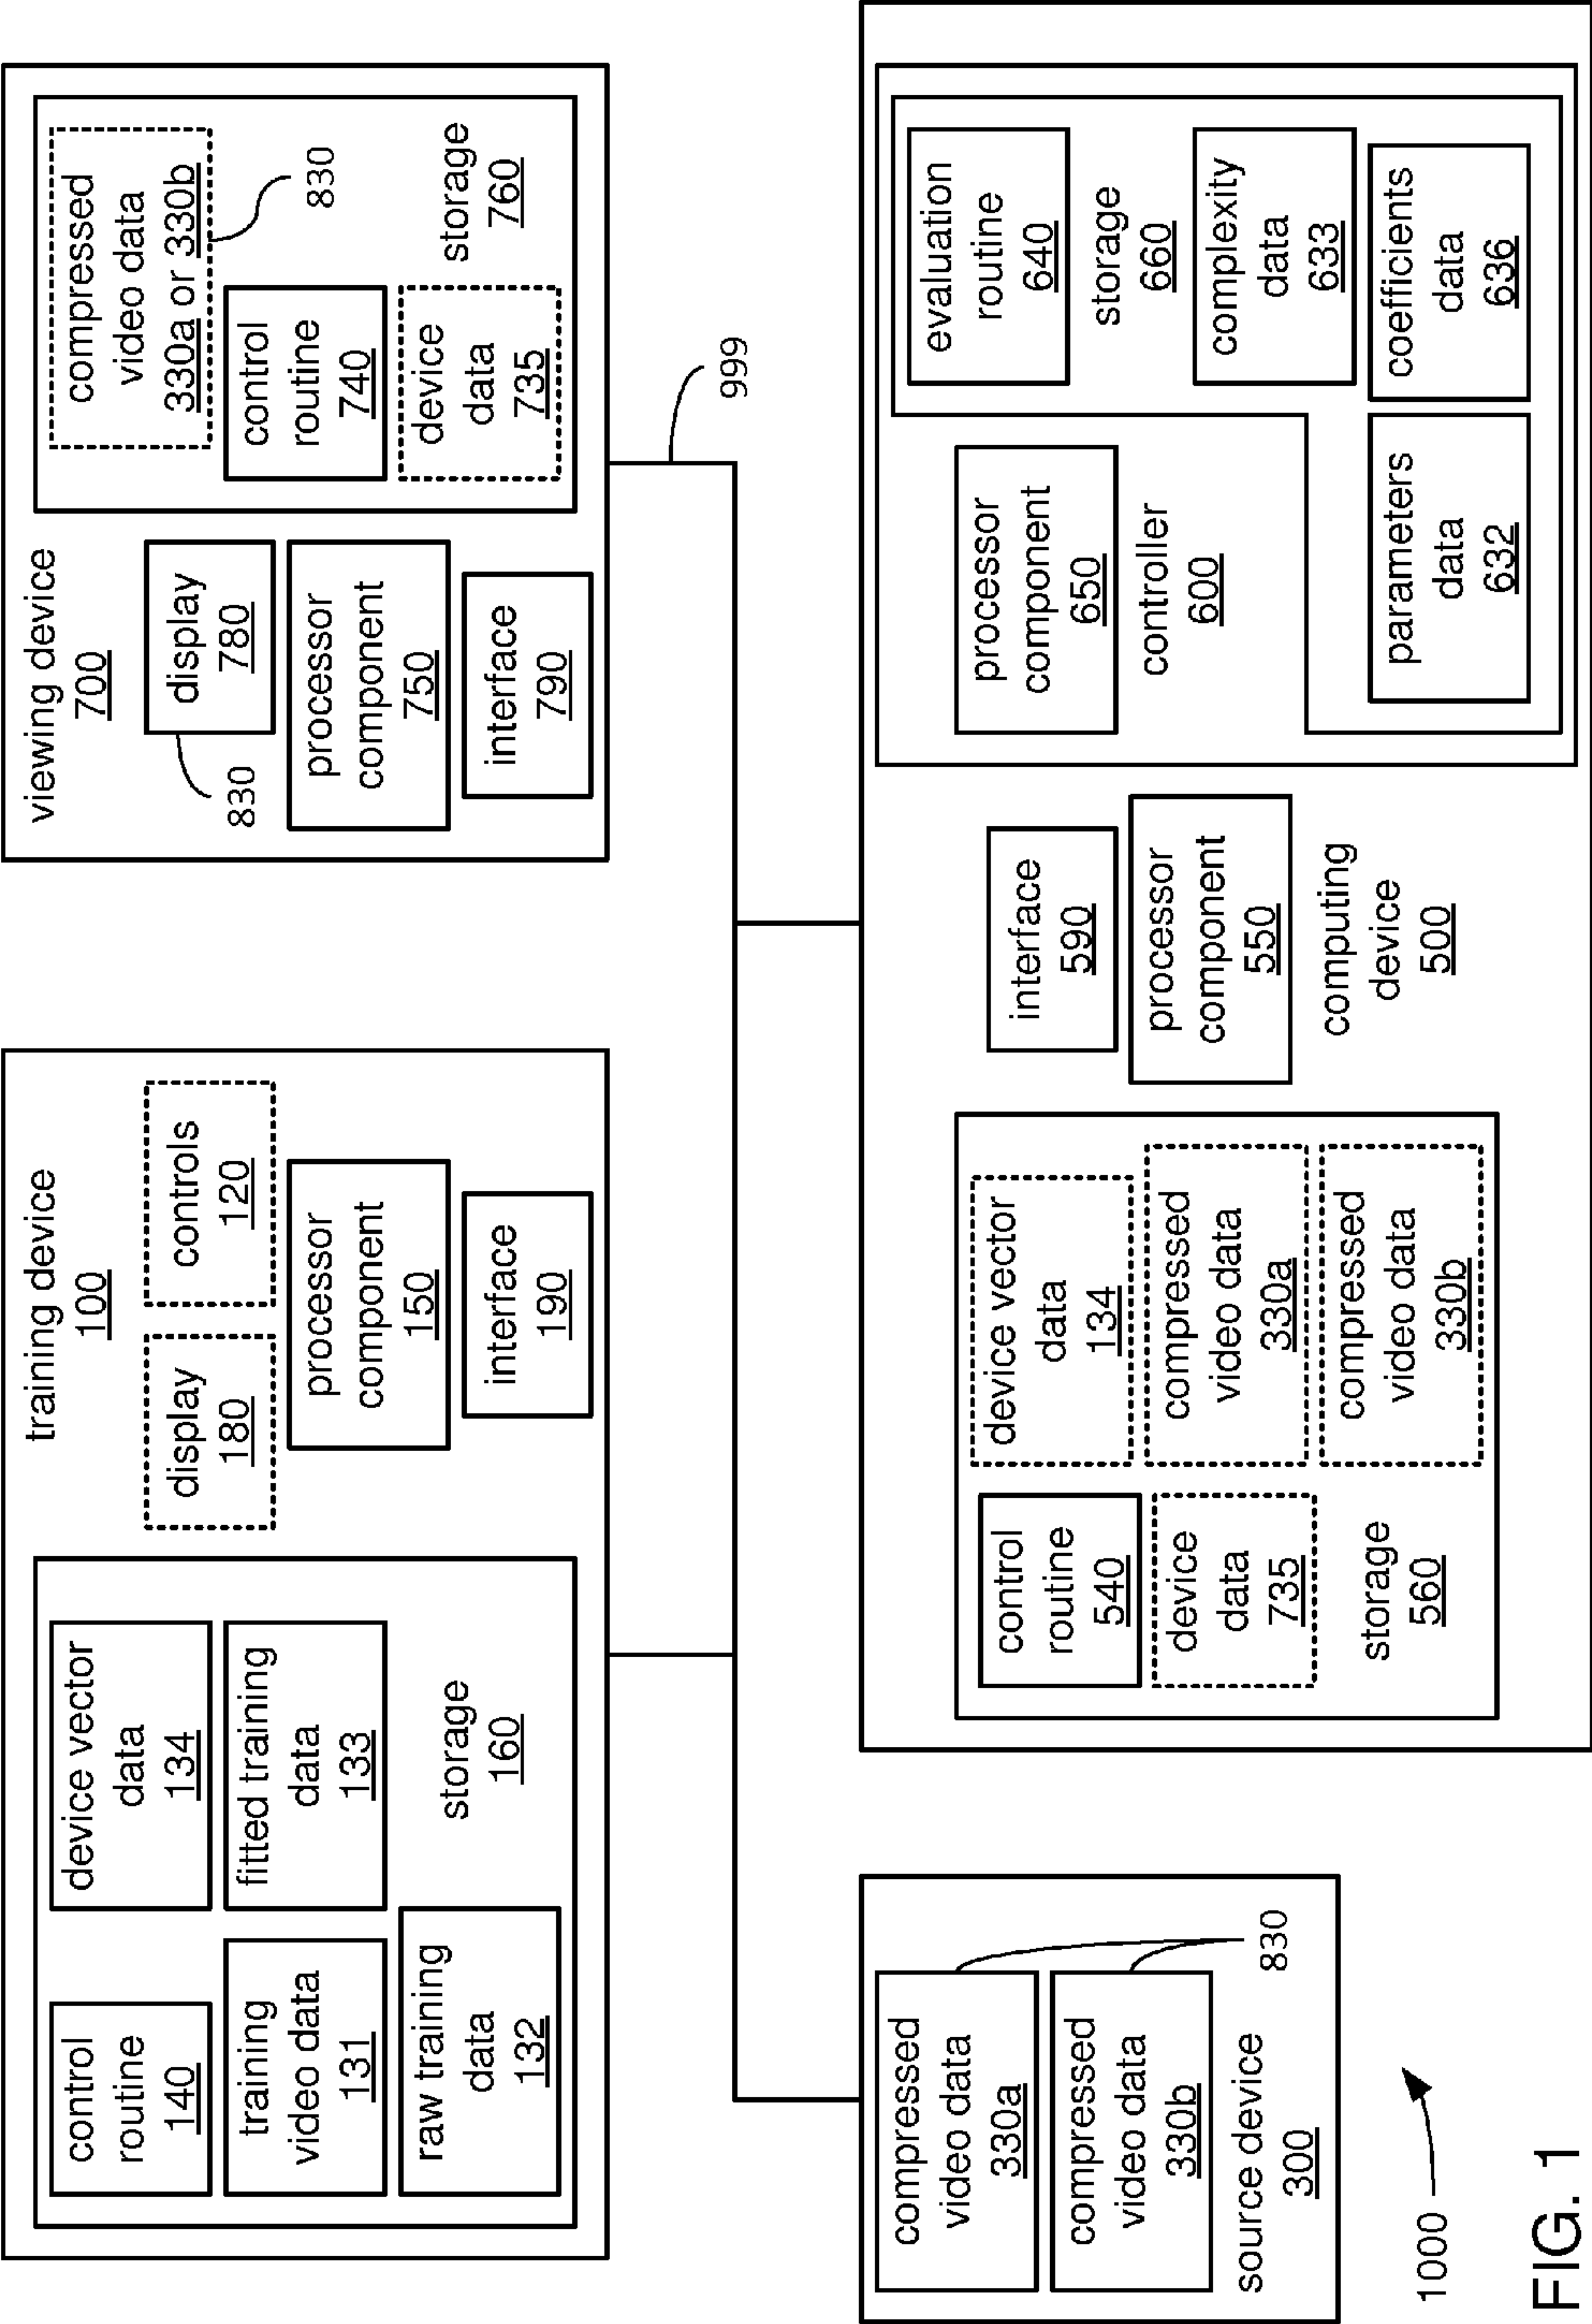 training device
100
control
routine
140
device vector
data
134
training
video data
131
fitted training
data
133
raw training
data
132
storage
160
display
180
controls
120
processor
component
150
interface
190
viewing device
700
display
780
830
processor
component
750
interface
790
compressed
video data
330a or 330b
830
control
routine
740
device
data
735
storage
760
999
compressed
video data
330a
compressed
video data
330b
830
source device
300
control
routine
540
device vector
data
134
device
data
735
compressed
video data
330a
compressed
video data
330b
storage
560
interface
590
processor
component
550
computing
device
500
processor
component
650
controller
600
evaluation
routine
640
storage
660
complexity
data
633
parameters
data
632
coefficients
data
636
1000
FIG. 1